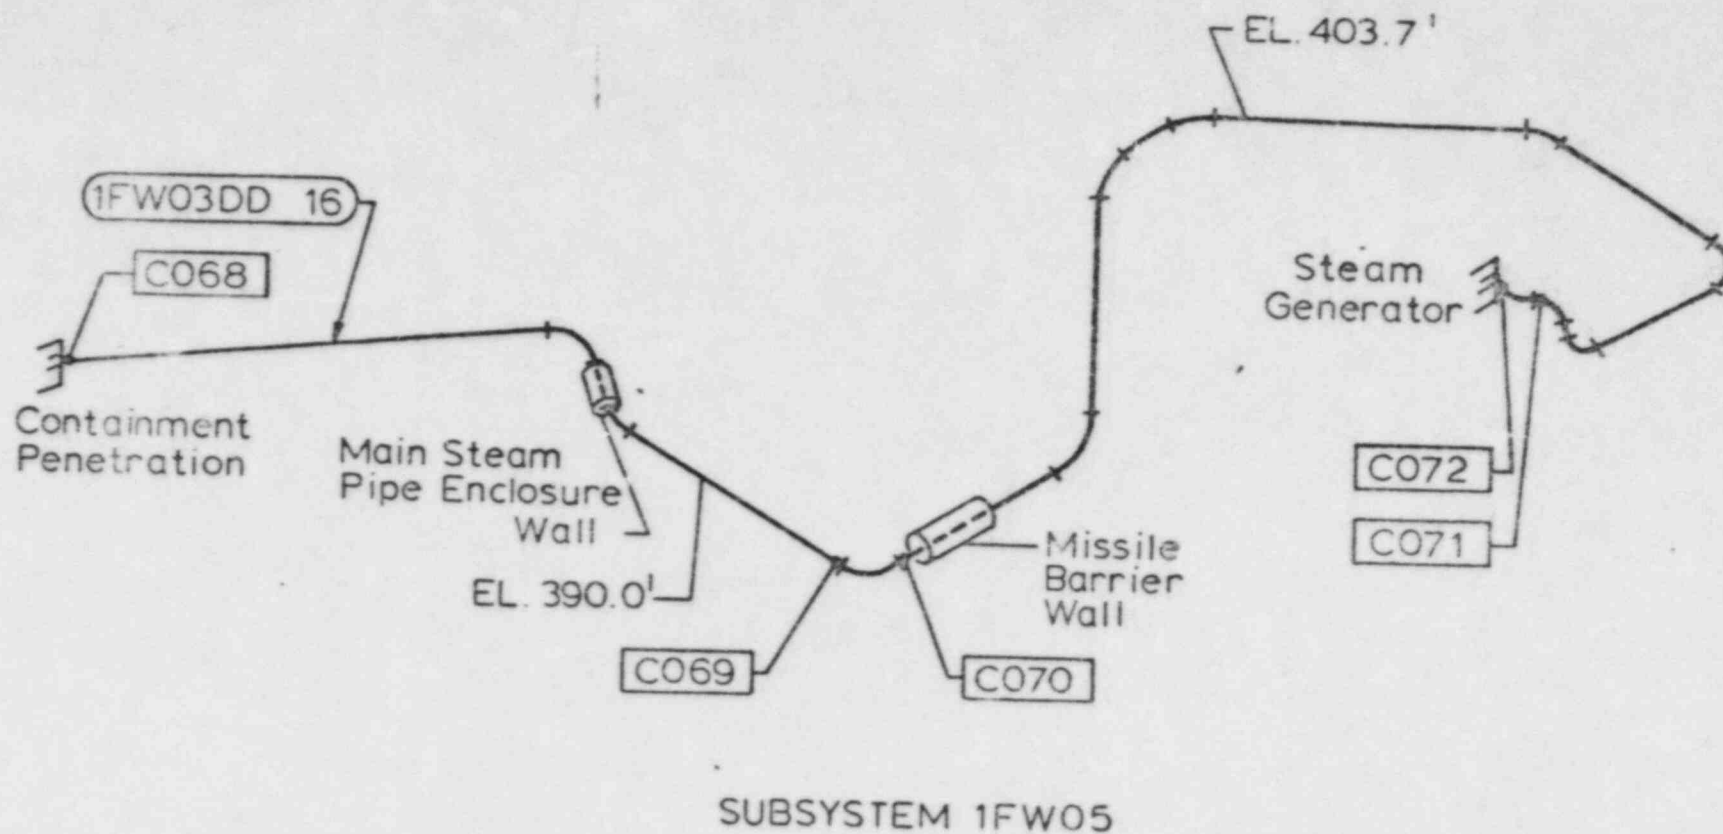 EL. 403.7'
1FW03DD 16
C068
Steam
Generator
Containment
Penetration
Main Steam
Pipe Enclosure
Wall
C072
C071
Missile
Barrier
Wall
EL. 390.0'
C069
C070
SUBSYSTEM 1FW05